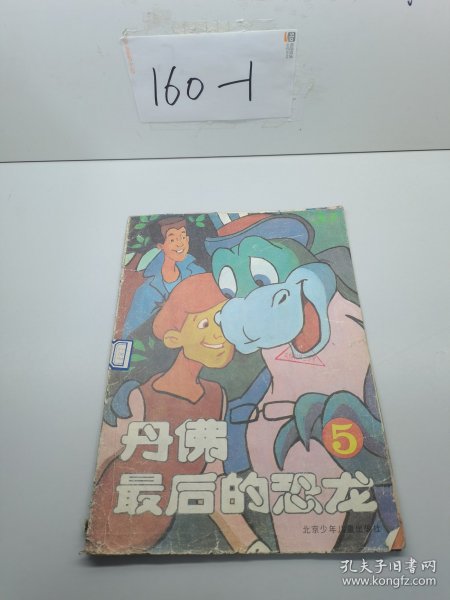 160-1
丹佛
5
最后的恐龙
北京少年儿童出版社
孔夫子旧书网
www.kongfz.com